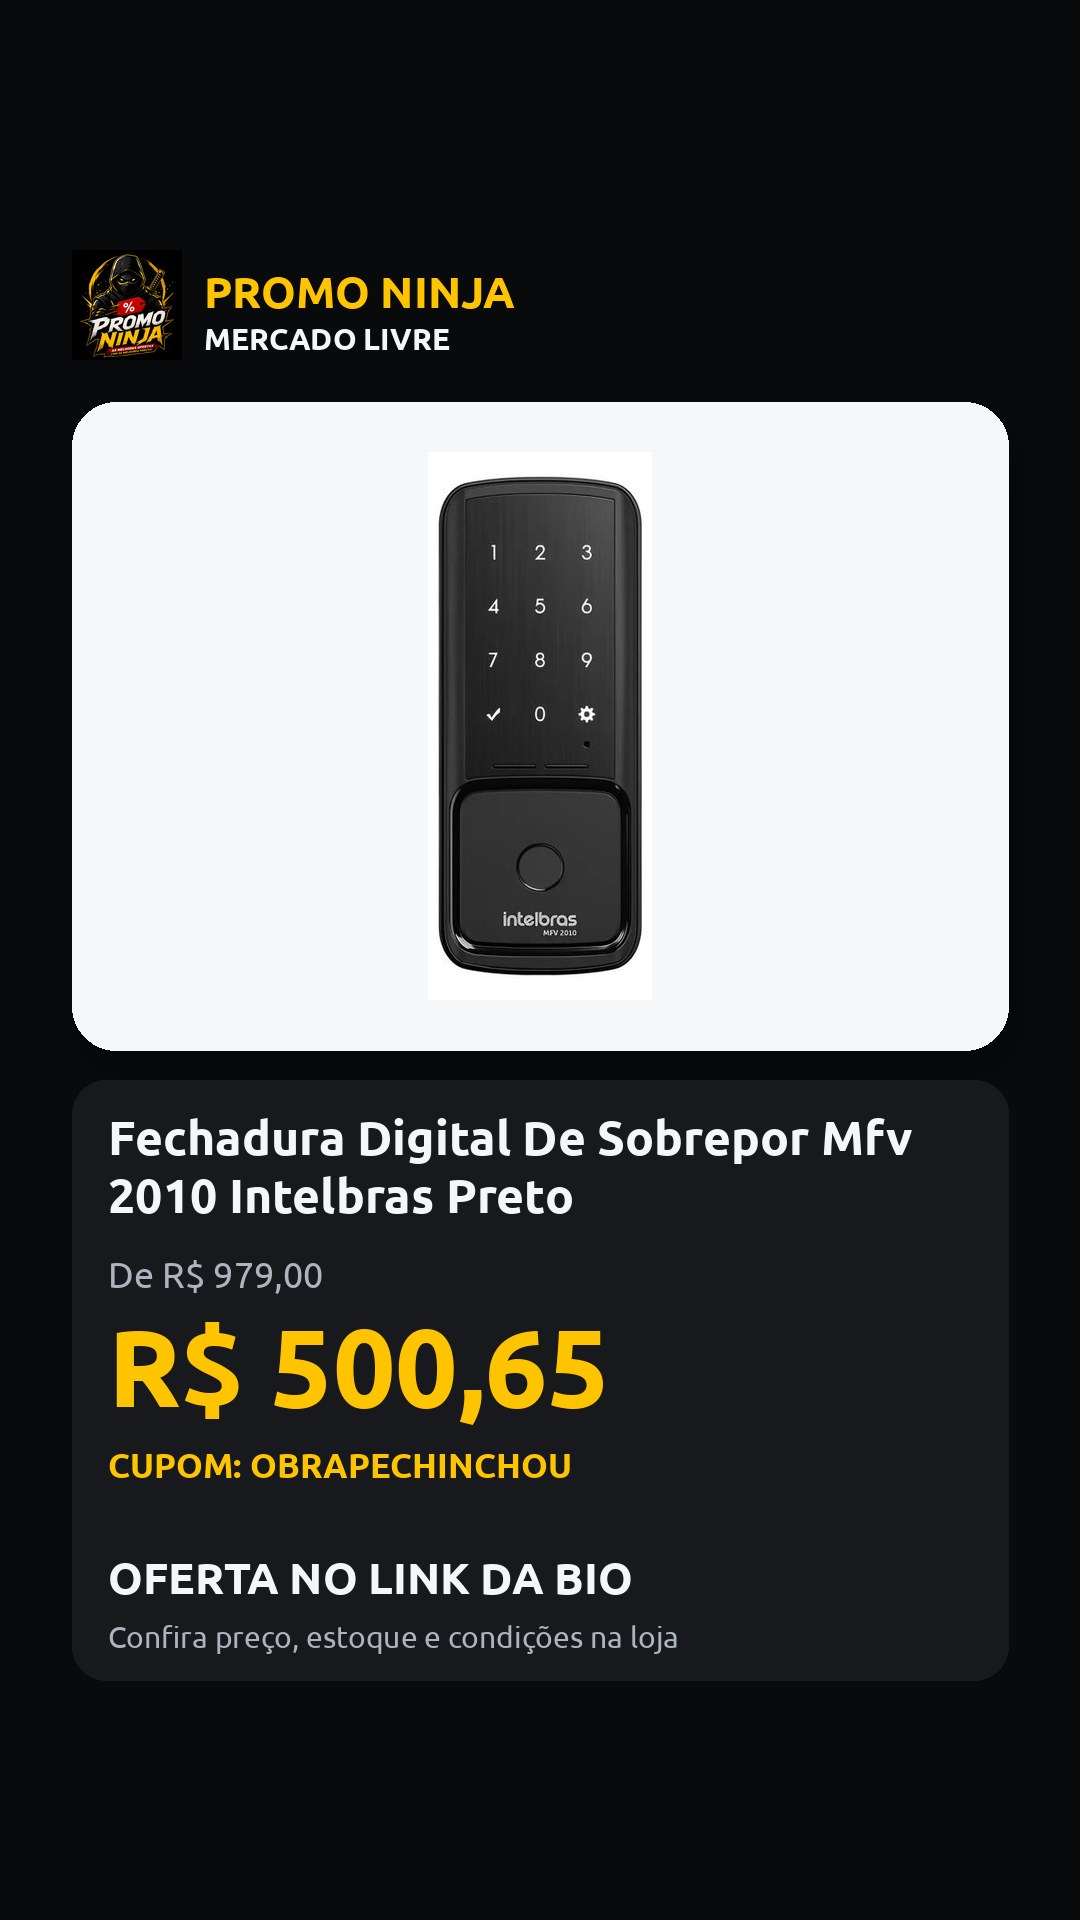 %
PROMO
NINJA
PROMO NINJA
MERCADO LIVRE
1 2 3
4 5 6
7 8 9
0
intelbras
MFV 2010
Fechadura Digital De Sobrepor Mfv
2010 Intelbras Preto
De R$ 979,00
R$ 500,65
CUPOM: OBRAPECHINCHOU
OFERTA NO LINK DA BIO
Confira preço, estoque e condições na loja